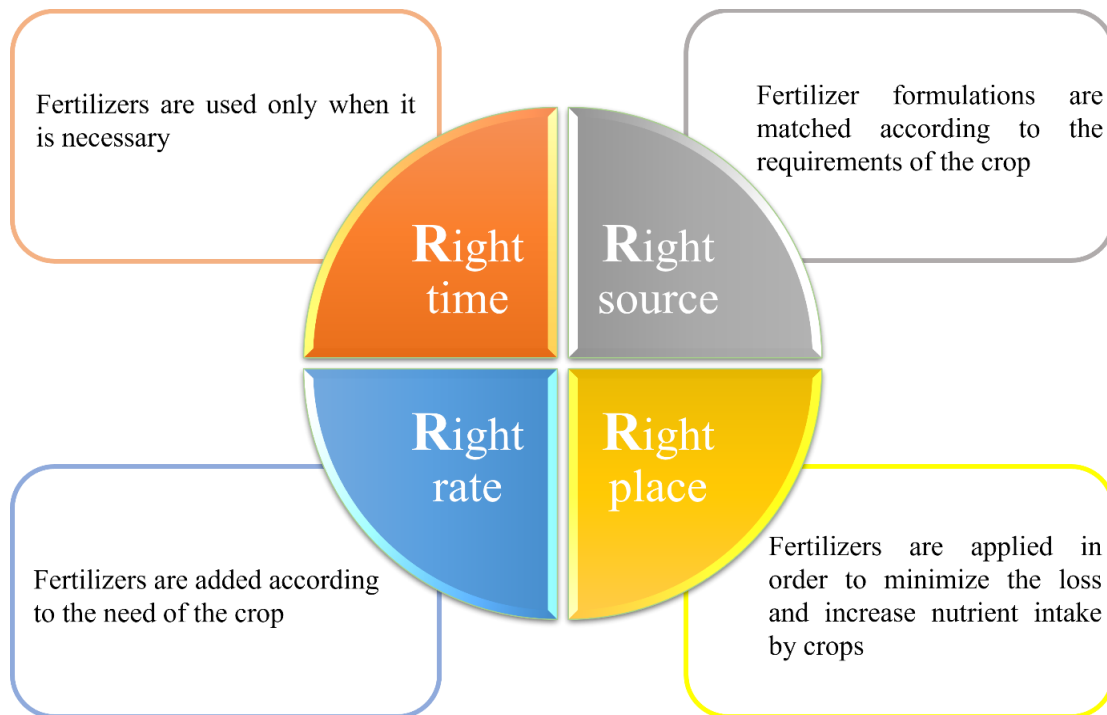 Fertilizers are used only when it
is necessary
Fertilizer formulations are
matched according to the
requirements of the crop
Right
time
Right
source
Right
rate
Right
place
Fertilizers are added according
to the need of the crop
Fertilizers are applied in
order to minimize the loss
and increase nutrient intake
by crops